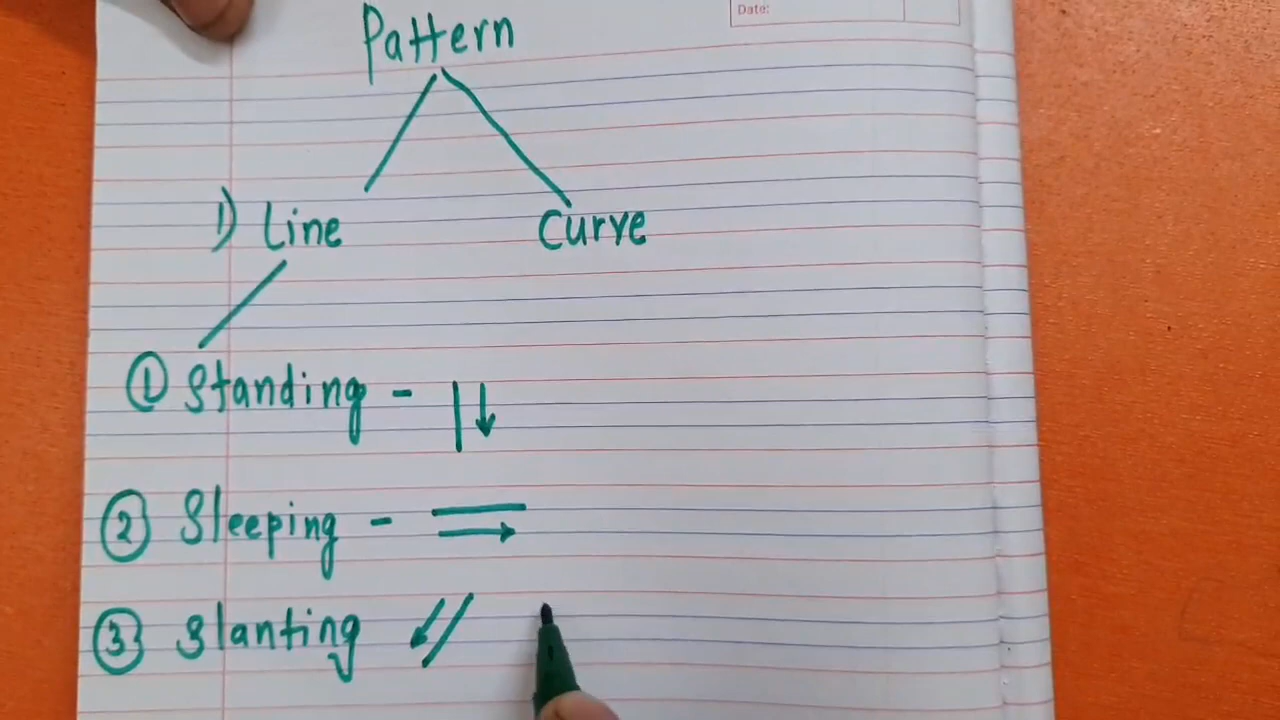 Date:
Pattern
1) Line Curve
① Standing -
② Sleeping -
③ Slanting